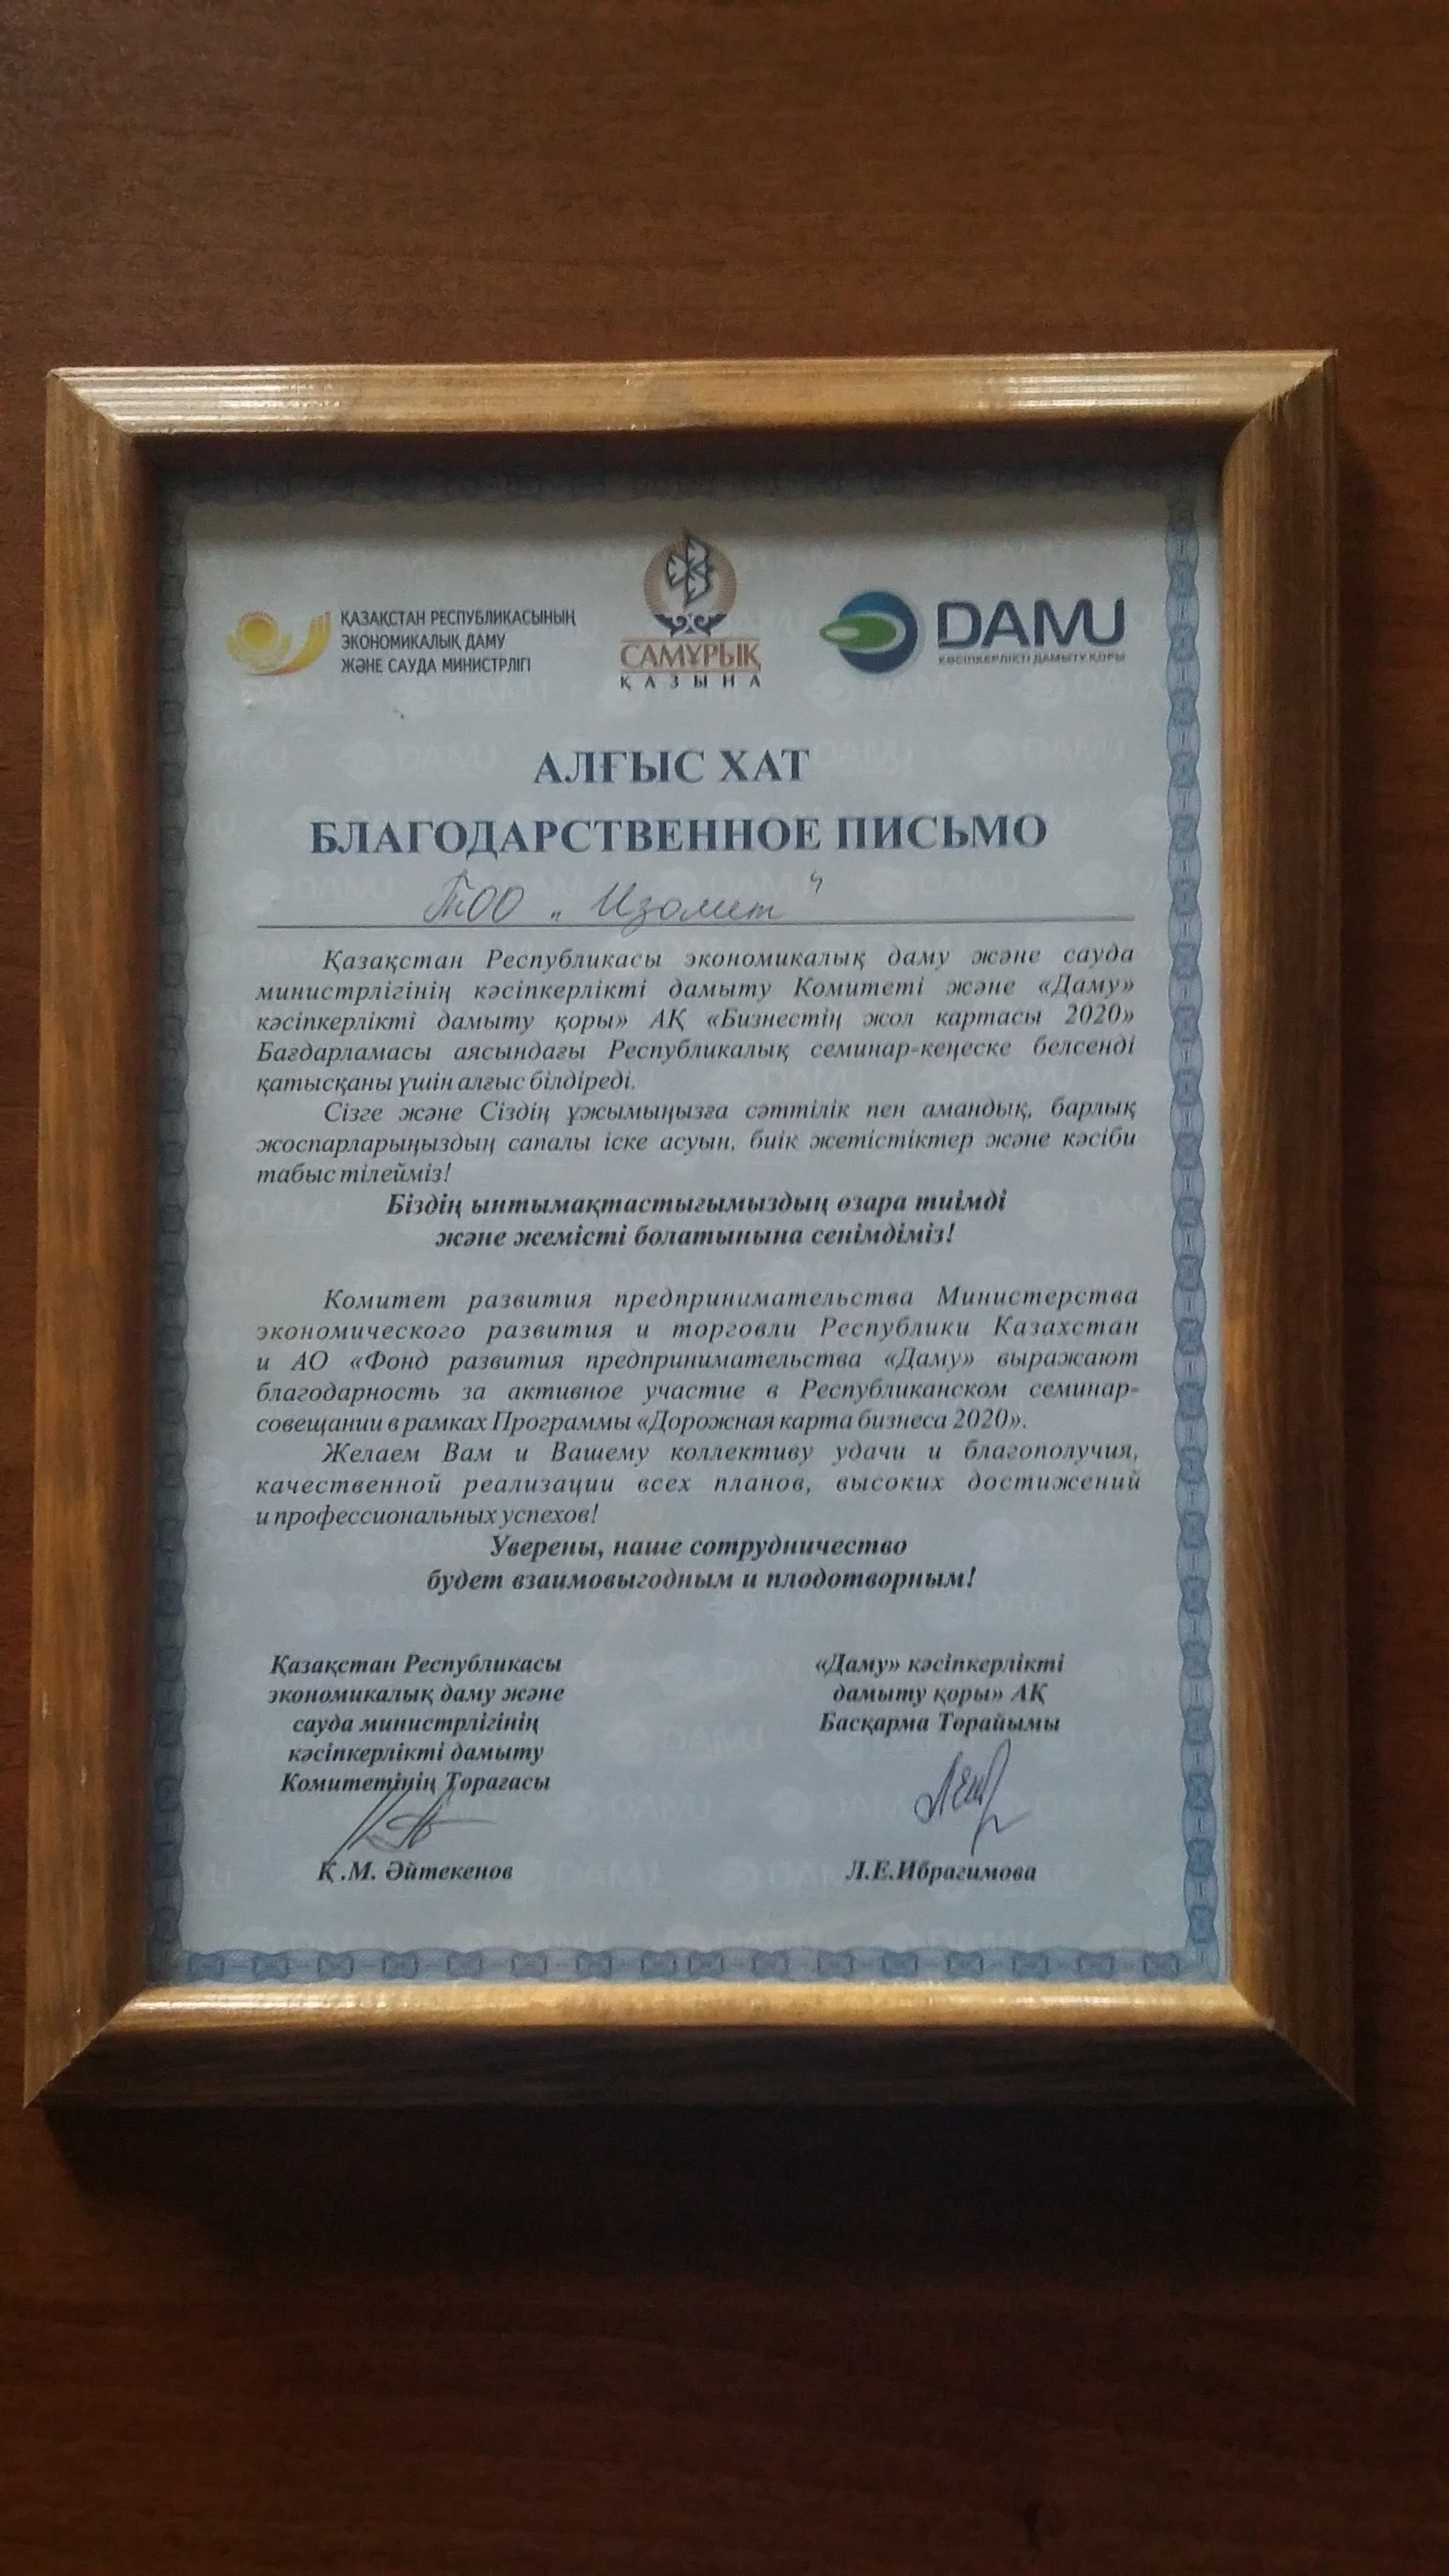 ҚАЗАҚСТАН РЕСПУБЛИКАСЫНЫҢ
ЭКОНОМИКАЛЫҚ ДАМУ
ЖӘНЕ САУДА МИНИСТРЛІГІ
САМҰРЫҚ
ҚАЗЫНА
DAMU
КӘСІПКЕРЛІКТІ ДАМЫТУ ҚОРЫ
АЛҒЫС ХАТ
БЛАГОДАРСТВЕННОЕ ПИСЬМО
ТОО „Изолит“
Қазақстан Республикасы экономикалық даму және сауда
министрлігінің кәсіпкерлікті дамыту Комитеті және «Даму»
кәсіпкерлікті дамыту қоры» АҚ «Бизнестің жол картасы 2020»
Бағдарламасы аясындағы Республикалық семинар-кеңеске белсенді
қатысқаны үшін алғыс білдіреді.
Сізге және Сіздің ұжымыңызға сәттілік пен амандық, барлық
жоспарларыңыздың сапалы іске асуын, биік жетістіктер және кәсіби
табыс тілейміз!
Біздің ынтымақтастығымыздың өзара тиімді
және жемісті болатынына сенімдіміз!
Комитет развития предпринимательства Министерства
экономического развития и торговли Республики Казахстан
и АО «Фонд развития предпринимательства «Даму» выражают
благодарность за активное участие в Республиканском семинар-
совещании в рамках Программы «Дорожная карта бизнеса 2020».
Желаем Вам и Вашему коллективу удачи и благополучия,
качественной реализации всех планов, высоких достижений
и профессиональных успехов!
Уверены, наше сотрудничество
будет взаимовыгодным и плодотворным!
Қазақстан Республикасы
экономикалық даму және
сауда министрлігінің
кәсіпкерлікті дамыту
Комитетінің Төрағасы
Қ.М. Әйтекенов
«Даму» кәсіпкерлікті
дамыту қоры» АҚ
Басқарма Төрайымы
Л.Е.Ибрагимова